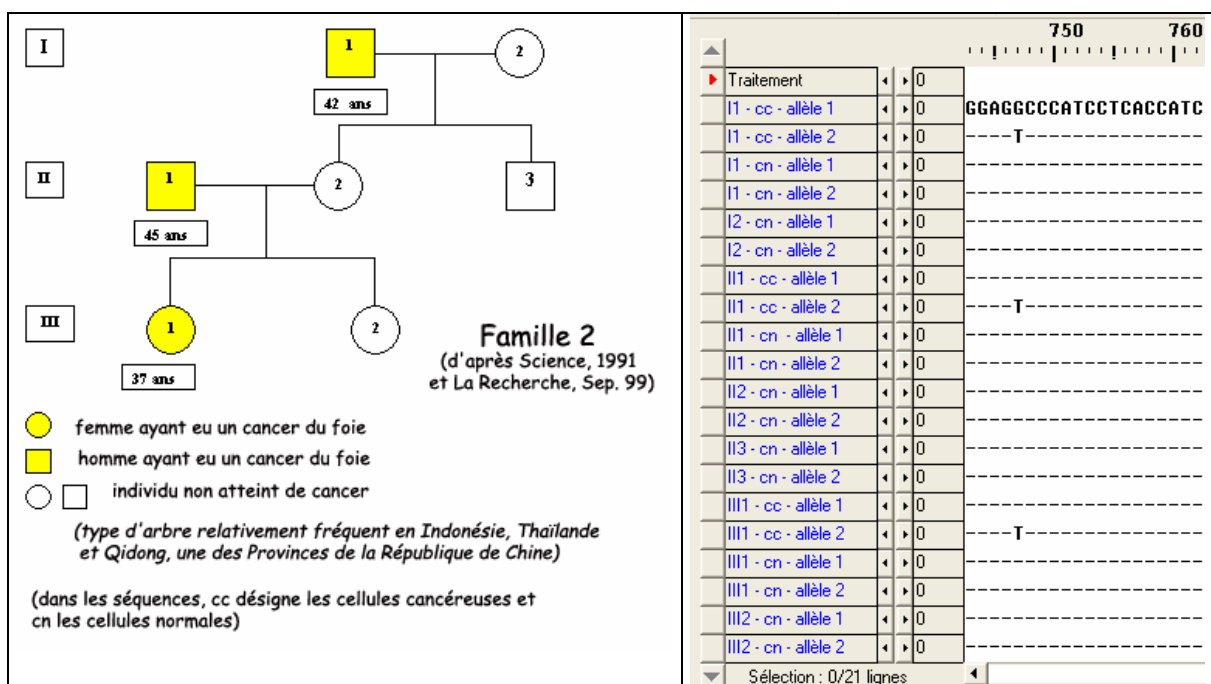 I
1
2
42 ans
II
1
2
3
45 ans
III
1
2
37 ans
Famille 2
(d'après Science, 1991
et La Recherche, Sep. 99)
femme ayant eu un cancer du foie
homme ayant eu un cancer du foie
individu non atteint de cancer
(type d'arbre relativement fréquent en Indonésie, Thaïlande
et Qidong, une des Provinces de la République de Chine)
(dans les séquences, cc désigne les cellules cancéreuses et
cn les cellules normales)
750 760
Traitement 0
I1 - cc - allèle 1 0 GGAGGCCCATCCTCACCATC
I1 - cc - allèle 2 0 ----T---------------
I1 - cn - allèle 1 0 --------------------
I1 - cn - allèle 2 0 --------------------
I2 - cn - allèle 1 0 --------------------
I2 - cn - allèle 2 0 --------------------
II1 - cc - allèle 1 0 --------------------
II1 - cc - allèle 2 0 ----T---------------
II1 - cn - allèle 1 0 --------------------
II1 - cn - allèle 2 0 --------------------
II2 - cn - allèle 1 0 --------------------
II2 - cn - allèle 2 0 --------------------
II3 - cn - allèle 1 0 --------------------
II3 - cn - allèle 2 0 --------------------
III1 - cc - allèle 1 0 --------------------
III1 - cc - allèle 2 0 ----T---------------
III1 - cn - allèle 1 0 --------------------
III1 - cn - allèle 2 0 --------------------
III2 - cn - allèle 1 0 --------------------
III2 - cn - allèle 2 0 --------------------
Sélection : 0/21 lignes